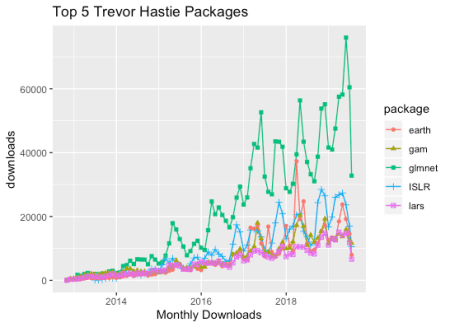 Top 5 Trevor Hastie Packages
downloads
60000
40000
20000
0
2014
2016
2018
Monthly Downloads
package
earth
gam
glmnet
ISLR
lars